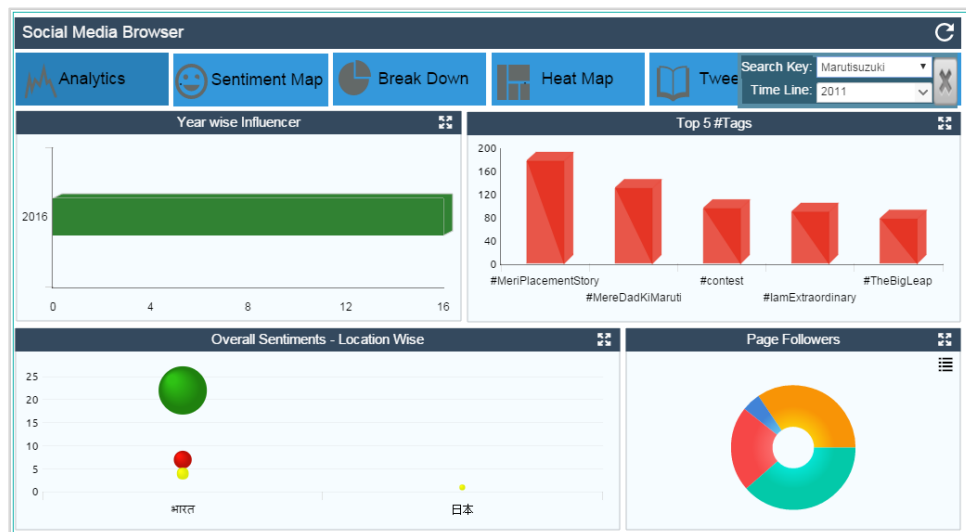 Social Media Browser
Analytics
Sentiment Map
Break Down
Heat Map
Search Key: Marutisuzuki
Time Line: 2011
Year wise Influencer
2016
0 4 8 12 16
Top 5 #Tags
200
160
120
80
40
0
#MeriPlacementStory #contest #TheBigLeap
#MereDadKiMaruti #IamExtraordinary
Overall Sentiments - Location Wise
25
20
15
10
5
0
भारत 日本
Page Followers